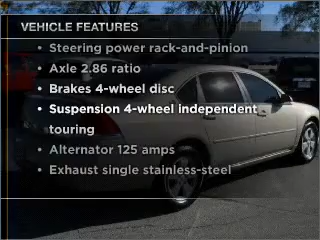 VEHICLE FEATURES
• Steering power rack-and-pinion
• Axle 2.86 ratio
• Brakes 4-wheel disc
• Suspension 4-wheel independent
touring
• Alternator 125 amps
• Exhaust single stainless-steel